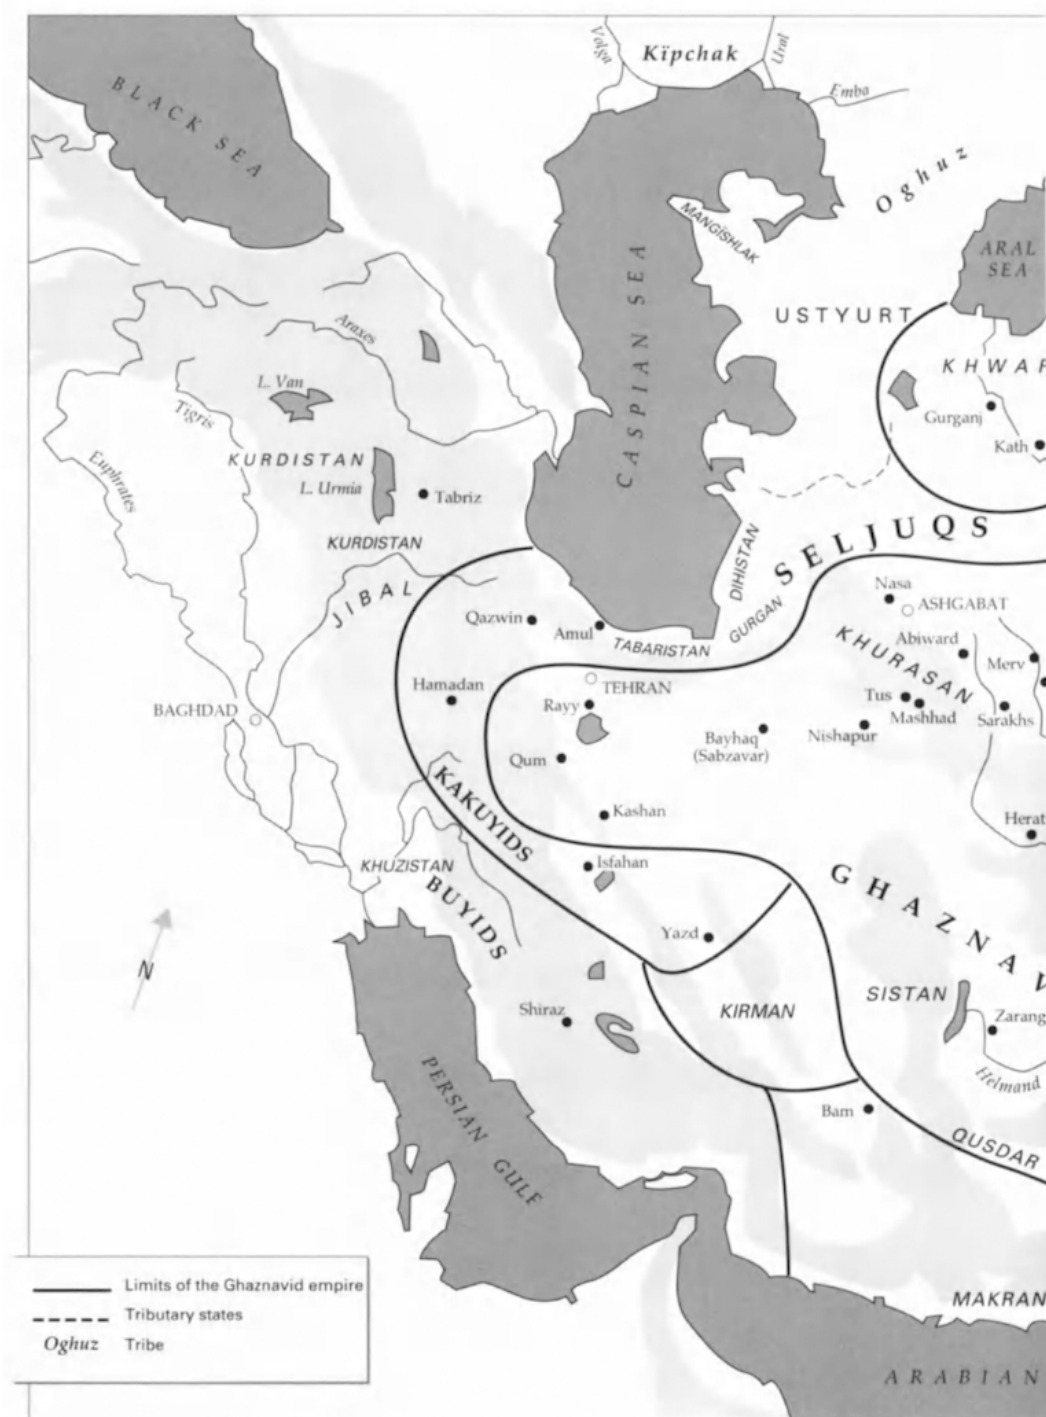 Volga
Kïpchak
Ural
Emba
BLACK SEA
Oghuz
MANGÏSHLAK
ARAL
SEA
CASPIAN SEA
USTYURT
Araxes
KHWAR
L. Van
Tigris
Gurganj
Kath
KURDISTAN
Euphrates
L. Urmia
Tabriz
SELJUQS
KURDISTAN
DIHISTAN
JIBAL
Nasa
ASHGABAT
Qazwin
Amul
GURGAN
TABARISTAN
KHURASAN
Abiward
Merv
Hamadan
TEHRAN
Rayy
Tus
Mashhad
Sarakhs
BAGHDAD
Bayhaq
(Sabzavar)
Nishapur
Qum
KAKUYIDS
Kashan
Herat
KHUZISTAN
Isfahan
BUYIDS
GHAZNAV
Yazd
N
SISTAN
KIRMAN
Shiraz
Zarang
PERSIAN GULF
Helmand
Bam
QUSDAR
Limits of the Ghaznavid empire
Tributary states
Oghuz Tribe
MAKRAN
ARABIAN